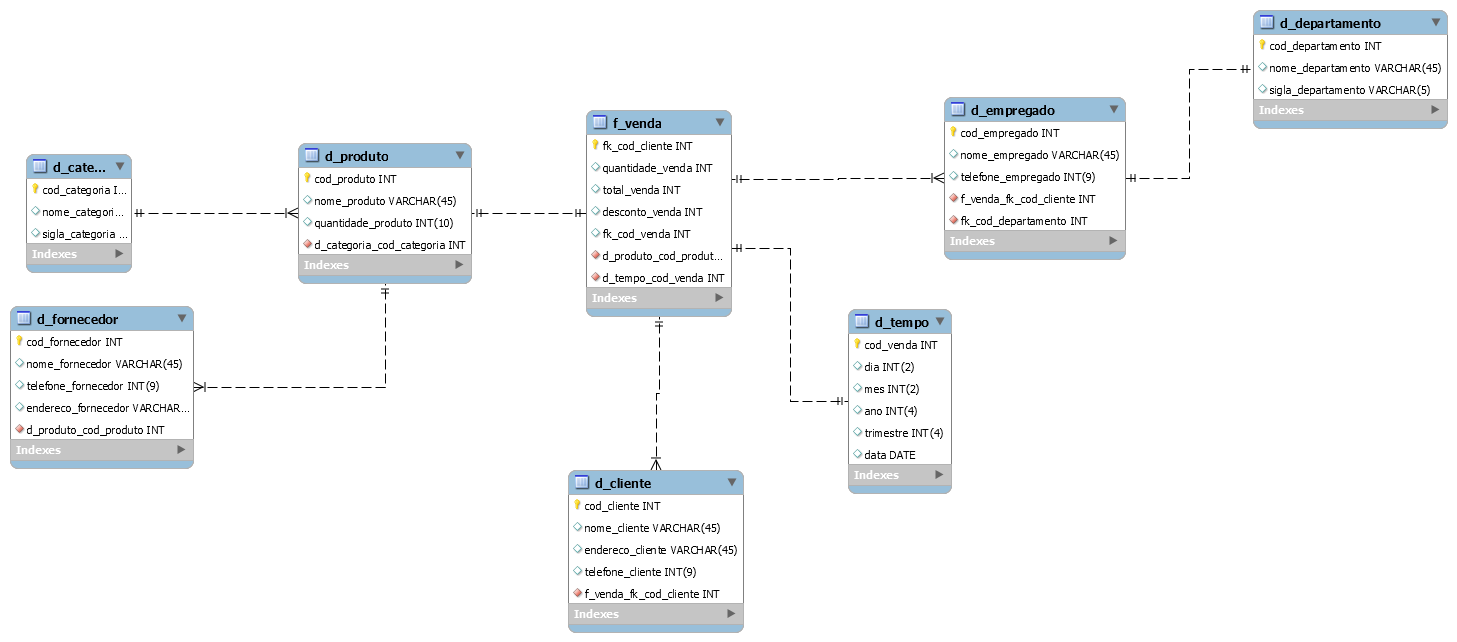 d_cate...
cod_categoria I...
nome_categori...
sigla_categoria ...
Indexes
d_fornecedor
cod_fornecedor INT
nome_fornecedor VARCHAR(45)
telefone_fornecedor INT(9)
endereco_fornecedor VARCHAR...
d_produto_cod_produto INT
Indexes
d_produto
cod_produto INT
nome_produto VARCHAR(45)
quantidade_produto INT(10)
d_categoria_cod_categoria INT
Indexes
f_venda
fk_cod_cliente INT
quantidade_venda INT
total_venda INT
desconto_venda INT
fk_cod_venda INT
d_produto_cod_produt...
d_tempo_cod_venda INT
Indexes
d_cliente
cod_cliente INT
nome_cliente VARCHAR(45)
endereco_cliente VARCHAR(45)
telefone_cliente INT(9)
f_venda_fk_cod_cliente INT
Indexes
d_empregado
cod_empregado INT
nome_empregado VARCHAR(45)
telefone_empregado INT(9)
f_venda_fk_cod_cliente INT
fk_cod_departamento INT
Indexes
d_tempo
cod_venda INT
dia INT(2)
mes INT(2)
ano INT(4)
trimestre INT(4)
data DATE
Indexes
d_departamento
cod_departamento INT
nome_departamento VARCHAR(45)
sigla_departamento VARCHAR(5)
Indexes